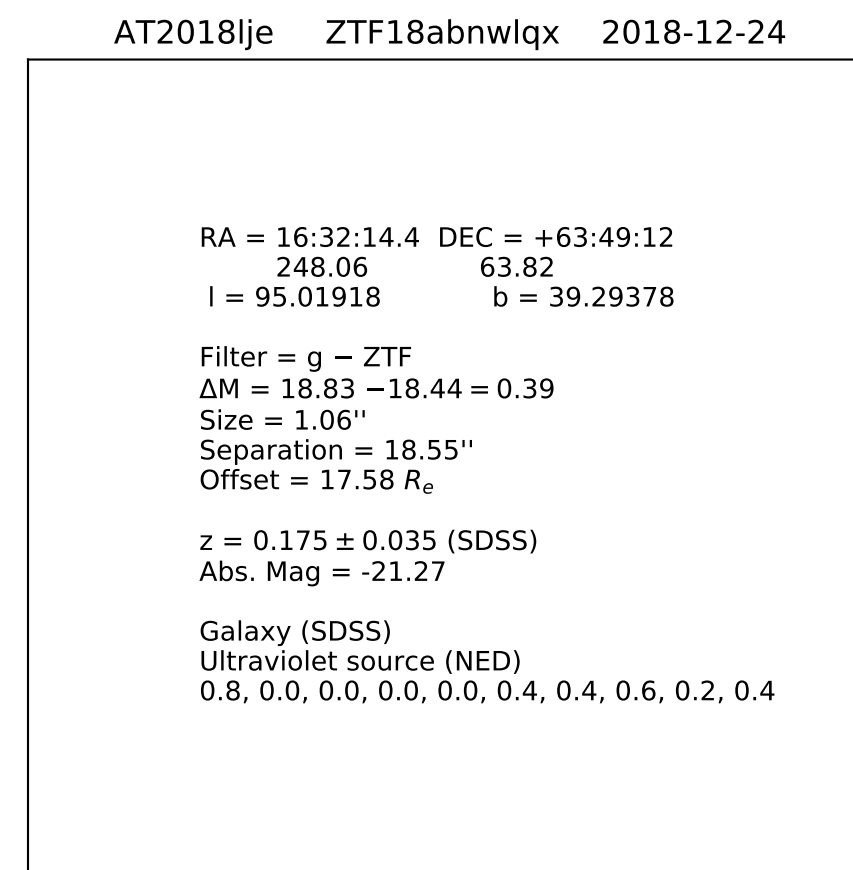 AT2018lje ZTF18abnwlqx 2018-12-24
RA = 16:32:14.4 DEC = +63:49:12
248.06 63.82
l = 95.01918 b = 39.29378
Filter = g − ZTF
ΔM = 18.83 −18.44 = 0.39
Size = 1.06''
Separation = 18.55''
Offset = 17.58 Rₑ
z = 0.175 ± 0.035 (SDSS)
Abs. Mag = -21.27
Galaxy (SDSS)
Ultraviolet source (NED)
0.8, 0.0, 0.0, 0.0, 0.0, 0.4, 0.4, 0.6, 0.2, 0.4